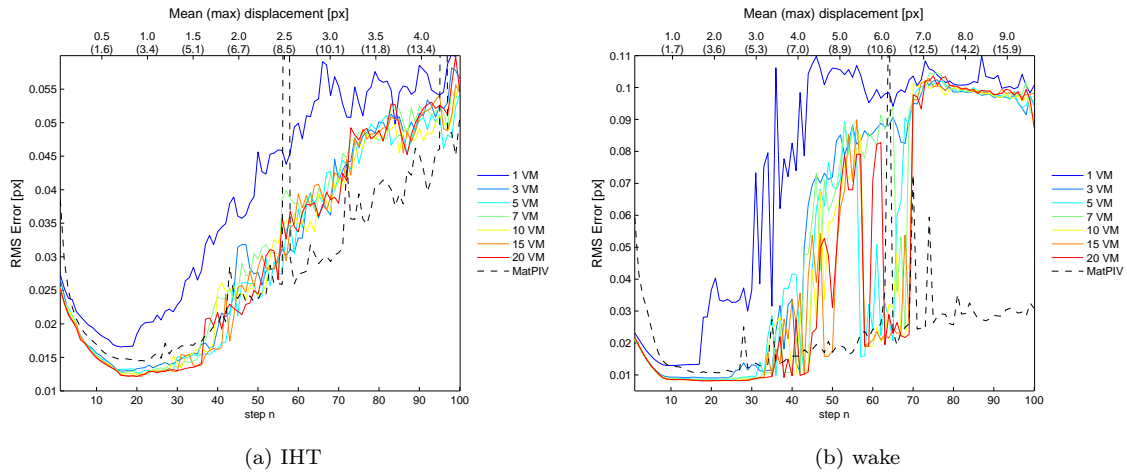 Mean (max) displacement [px]
0.5 1.0 1.5 2.0 2.5 3.0 3.5 4.0
(1.6) (3.4) (5.1) (6.7) (8.5) (10.1) (11.8) (13.4)
RMS Error [px]
0.055
0.05
0.045
0.04
0.035
0.03
0.025
0.02
0.015
0.01
10 20 30 40 50 60 70 80 90 100
step n
1 VM
3 VM
5 VM
7 VM
10 VM
15 VM
20 VM
MatPIV
(a) IHT
Mean (max) displacement [px]
1.0 2.0 3.0 4.0 5.0 6.0 7.0 8.0 9.0
(1.7) (3.6) (5.3) (7.0) (8.9) (10.6) (12.5) (14.2) (15.9)
RMS Error [px]
0.11
0.1
0.09
0.08
0.07
0.06
0.05
0.04
0.03
0.02
0.01
10 20 30 40 50 60 70 80 90 100
step n
1 VM
3 VM
5 VM
7 VM
10 VM
15 VM
20 VM
MatPIV
(b) wake